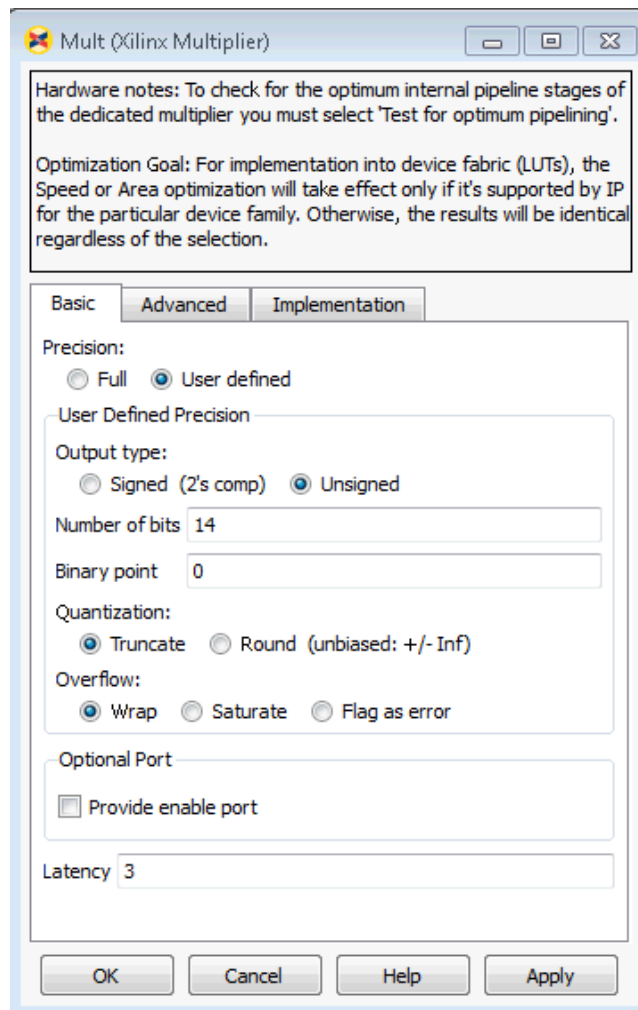 Mult (Xilinx Multiplier)
Hardware notes: To check for the optimum internal pipeline stages of
the dedicated multiplier you must select 'Test for optimum pipelining'.
Optimization Goal: For implementation into device fabric (LUTs), the
Speed or Area optimization will take effect only if it's supported by IP
for the particular device family. Otherwise, the results will be identical
regardless of the selection.
Basic Advanced Implementation
Precision:
Full User defined
User Defined Precision
Output type:
Signed (2's comp) Unsigned
Number of bits 14
Binary point 0
Quantization:
Truncate Round (unbiased: +/- Inf)
Overflow:
Wrap Saturate Flag as error
Optional Port
Provide enable port
Latency 3
OK Cancel Help Apply